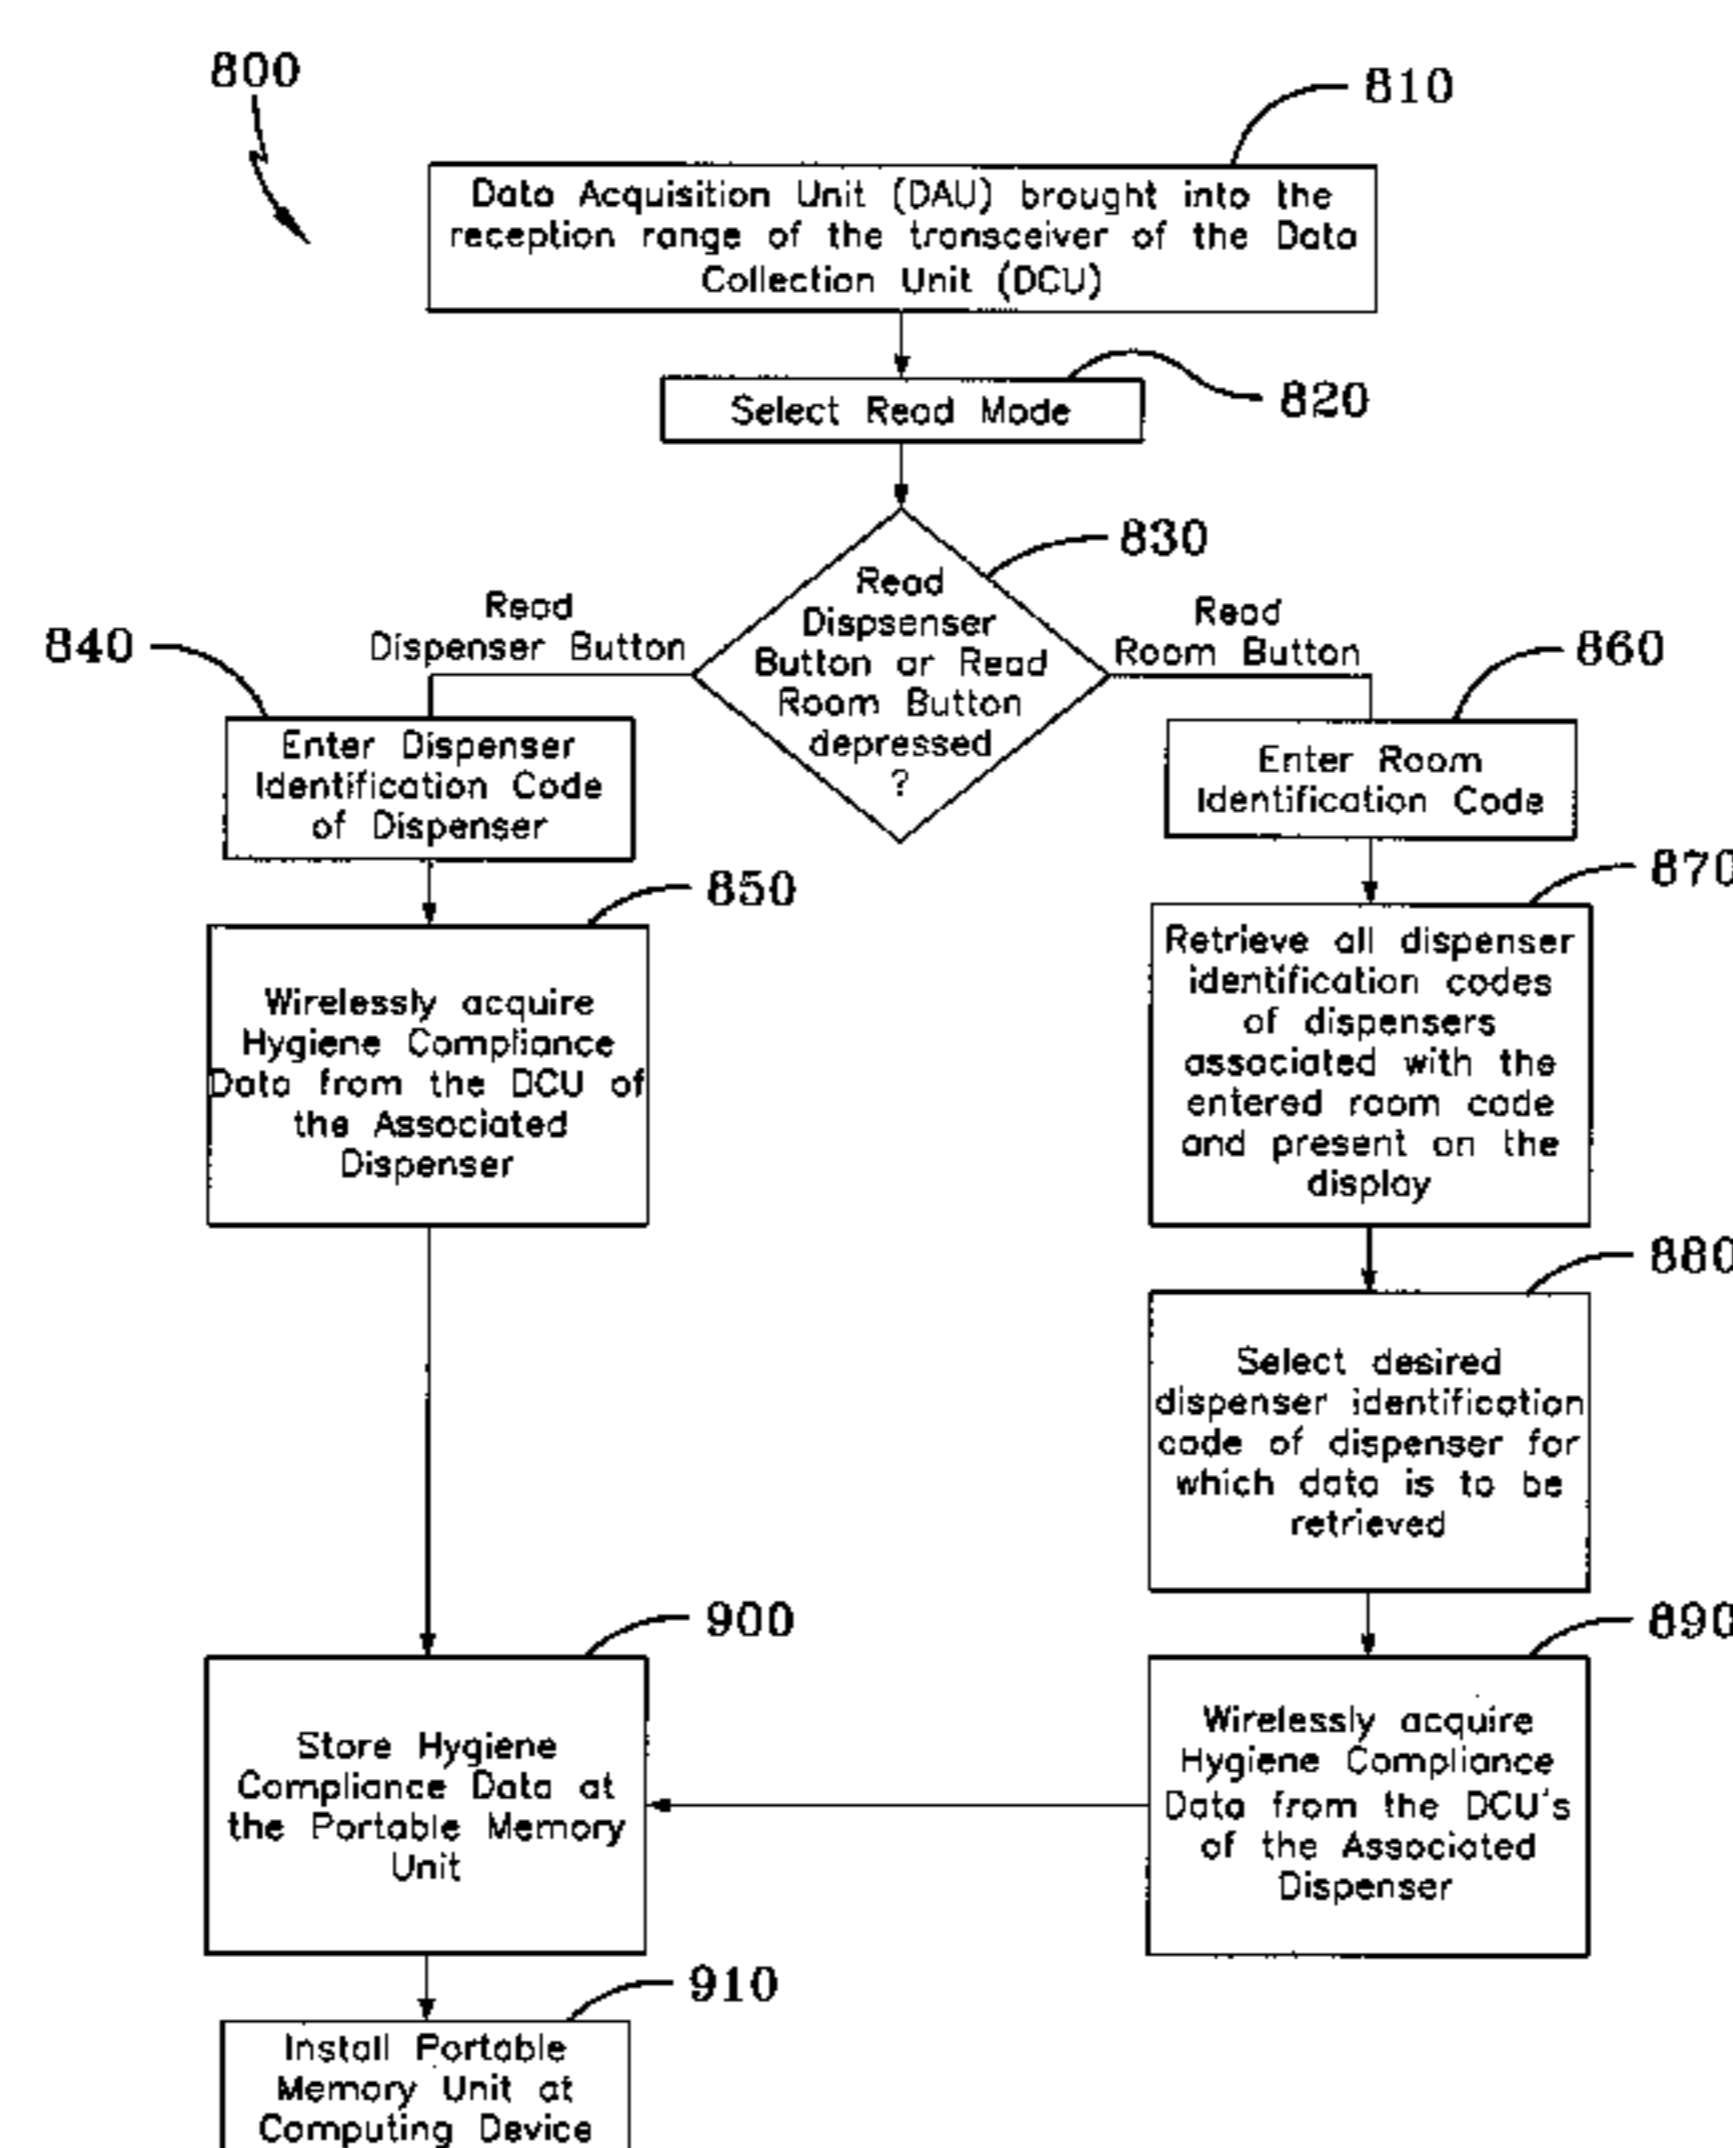 800
810
Data Acquisition Unit (DAU) brought into the
reception range of the transceiver of the Data
Collection Unit (DCU)
820
Select Read Mode
830
Read
Dispsenser
Button or Read
Room Button
depressed
?
Read
Dispenser Button
Read
Room Button
840
Enter Dispenser
Identification Code
of Dispenser
860
Enter Room
Identification Code
850
Wirelessly acquire
Hygiene Compliance
Data from the DCU of
the Associated
Dispenser
870
Retrieve all dispenser
identification codes
of dispensers
associated with the
entered room code
and present on the
display
880
Select desired
dispenser identification
code of dispenser for
which data is to be
retrieved
900
Store Hygiene
Compliance Data at
the Portable Memory
Unit
890
Wirelessly acquire
Hygiene Compliance
Data from the DCU's
of the Associated
Dispenser
910
Install Portable
Memory Unit at
Computing Device